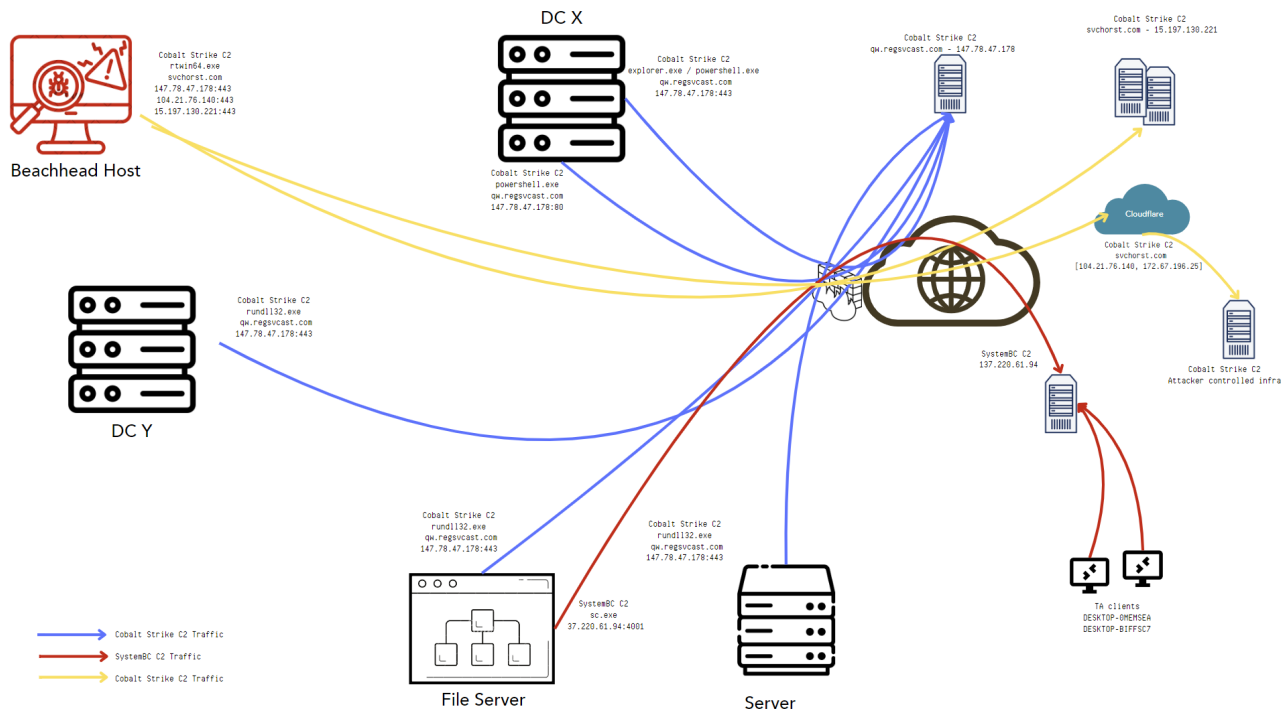 DC X
Cobalt Strike C2
rtwin64.exe
svchorst.com
147.78.47.178:443
104.21.76.140:443
15.197.130.221:443
Beachhead Host
Cobalt Strike C2
explorer.exe / powershell.exe
qw.regsvcast.com
147.78.47.178:443
Cobalt Strike C2
powershell.exe
qw.regsvcast.com
147.78.47.178:80
Cobalt Strike C2
qw.regsvcast.com - 147.78.47.178
Cobalt Strike C2
svchorst.com - 15.197.130.221
Cloudflare
Cobalt Strike C2
svchorst.com
[104.21.76.140, 172.67.196.25]
Cobalt Strike C2
Attacker controlled infra
Cobalt Strike C2
rundll32.exe
qw.regsvcast.com
147.78.47.178:443
DC Y
SystemBC C2
137.220.61.94
Cobalt Strike C2
rundll32.exe
qw.regsvcast.com
147.78.47.178:443
Cobalt Strike C2
rundll32.exe
qw.regsvcast.com
147.78.47.178:443
SystemBC C2
sc.exe
37.220.61.94:4001
TA clients
DESKTOP-0MEMSEA
DESKTOP-BIFFSC7
Cobalt Strike C2 Traffic
SystemBC C2 Traffic
Cobalt Strike C2 Traffic
File Server
Server